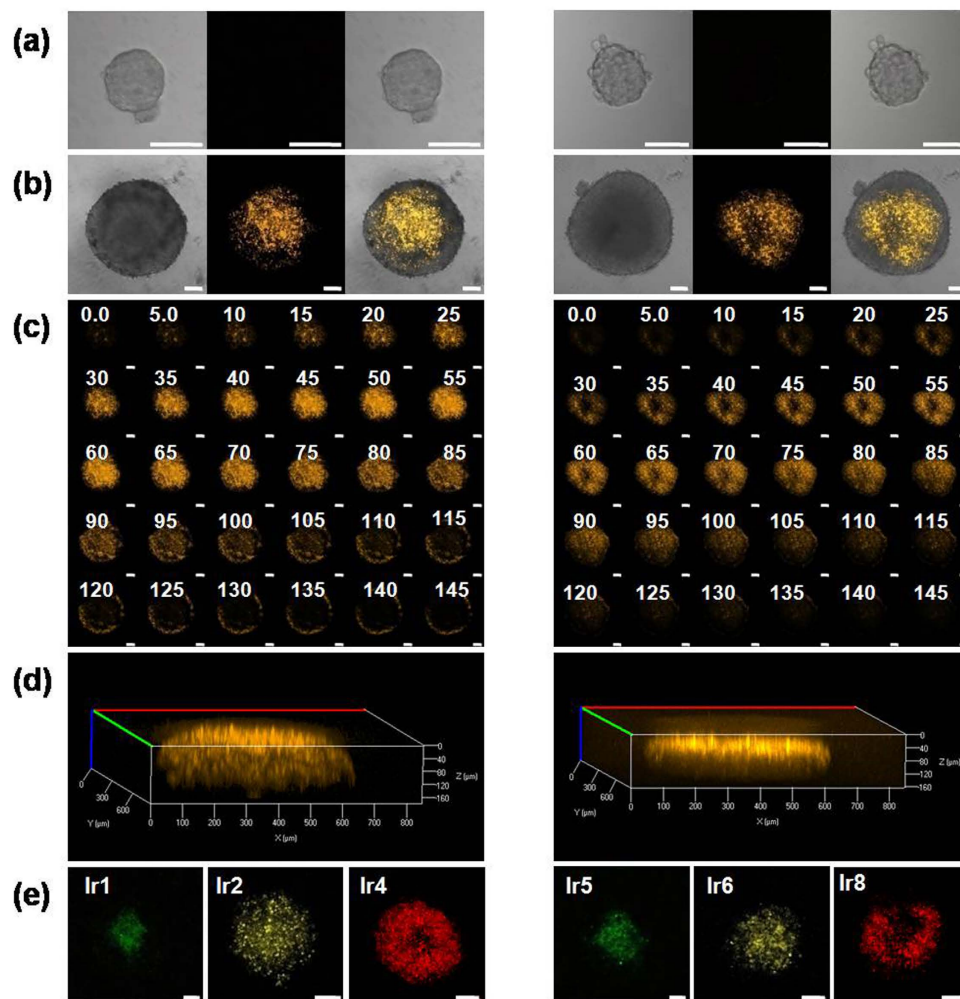 (a)
(b)
(c)
0.0 5.0 10 15 20 25
30 35 40 45 50 55
60 65 70 75 80 85
90 95 100 105 110 115
120 125 130 135 140 145
0.0 5.0 10 15 20 25
30 35 40 45 50 55
60 65 70 75 80 85
90 95 100 105 110 115
120 125 130 135 140 145
(d)
0
40
80
120
160
Z (μm)
0
300
600
Y (μm)
0 100 200 300 400 500 600 700 800
X (μm)
0
40
80
120
160
Z (μm)
0
300
600
Y (μm)
0 100 200 300 400 500 600 700 800
X (μm)
(e)
Ir1 Ir2 Ir4
Ir5 Ir6 Ir8